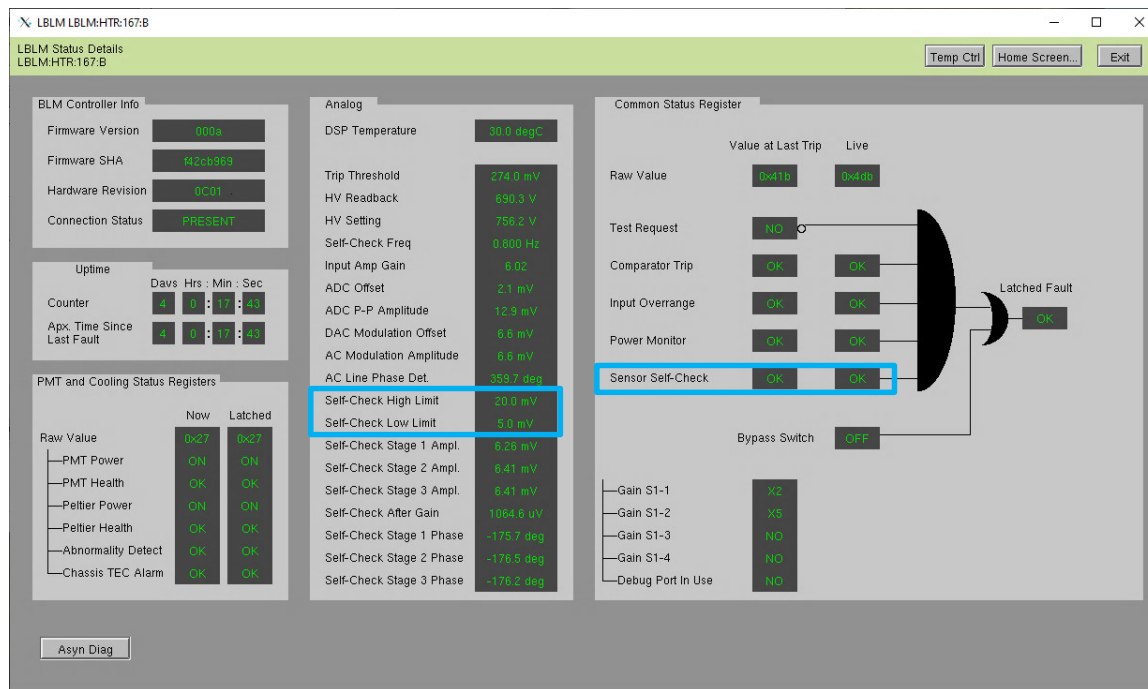 LBLM LBLM:HTR:167:B
LBLM Status Details
LBLM:HTR:167:B
Temp Ctrl
Home Screen...
Exit
BLM Controller Info
Firmware Version 000a
Firmware SHA f42cb969
Hardware Revision 0C01
Connection Status PRESENT
Uptime
Days Hrs : Min : Sec
Counter 4 0 : 17 : 43
Apx. Time Since
Last Fault 4 0 : 17 : 43
PMT and Cooling Status Registers
Now Latched
Raw Value 0x27 0x27
PMT Power ON ON
PMT Health OK OK
Peltier Power ON ON
Peltier Health OK OK
Abnormality Detect OK OK
Chassis TEC Alarm OK OK
Asyn Diag
Analog
DSP Temperature 30.0 degC
Trip Threshold 274.0 mV
HV Readback 690.3 V
HV Setting 756.2 V
Self-Check Freq 0.800 Hz
Input Amp Gain 6.02
ADC Offset 2.1 mV
ADC P-P Amplitude 12.9 mV
DAC Modulation Offset 6.6 mV
AC Modulation Amplitude 6.6 mV
AC Line Phase Det. 359.7 deg
Self-Check High Limit 20.0 mV
Self-Check Low Limit 5.0 mV
Self-Check Stage 1 Ampl. 6.26 mV
Self-Check Stage 2 Ampl. 6.41 mV
Self-Check Stage 3 Ampl. 6.41 mV
Self-Check After Gain 1064.6 uV
Self-Check Stage 1 Phase -175.7 deg
Self-Check Stage 2 Phase -176.5 deg
Self-Check Stage 3 Phase -176.2 deg
Common Status Register
Value at Last Trip Live
Raw Value 0x41b 0x4db
Test Request NO
Comparator Trip OK OK
Input Overrange OK OK
Power Monitor OK OK
Sensor Self-Check OK OK
Latched Fault
OK
Bypass Switch OFF
Gain S1-1 X2
Gain S1-2 X5
Gain S1-3 NO
Gain S1-4 NO
Debug Port In Use NO